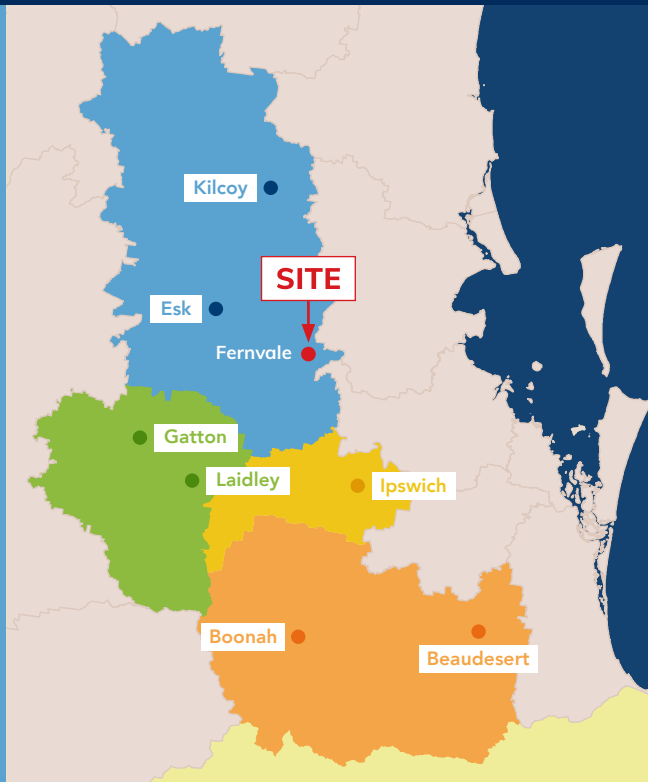 Kilcoy
SITE
Esk
Fernvale
Gatton
Laidley
Ipswich
Boonah
Beaudesert